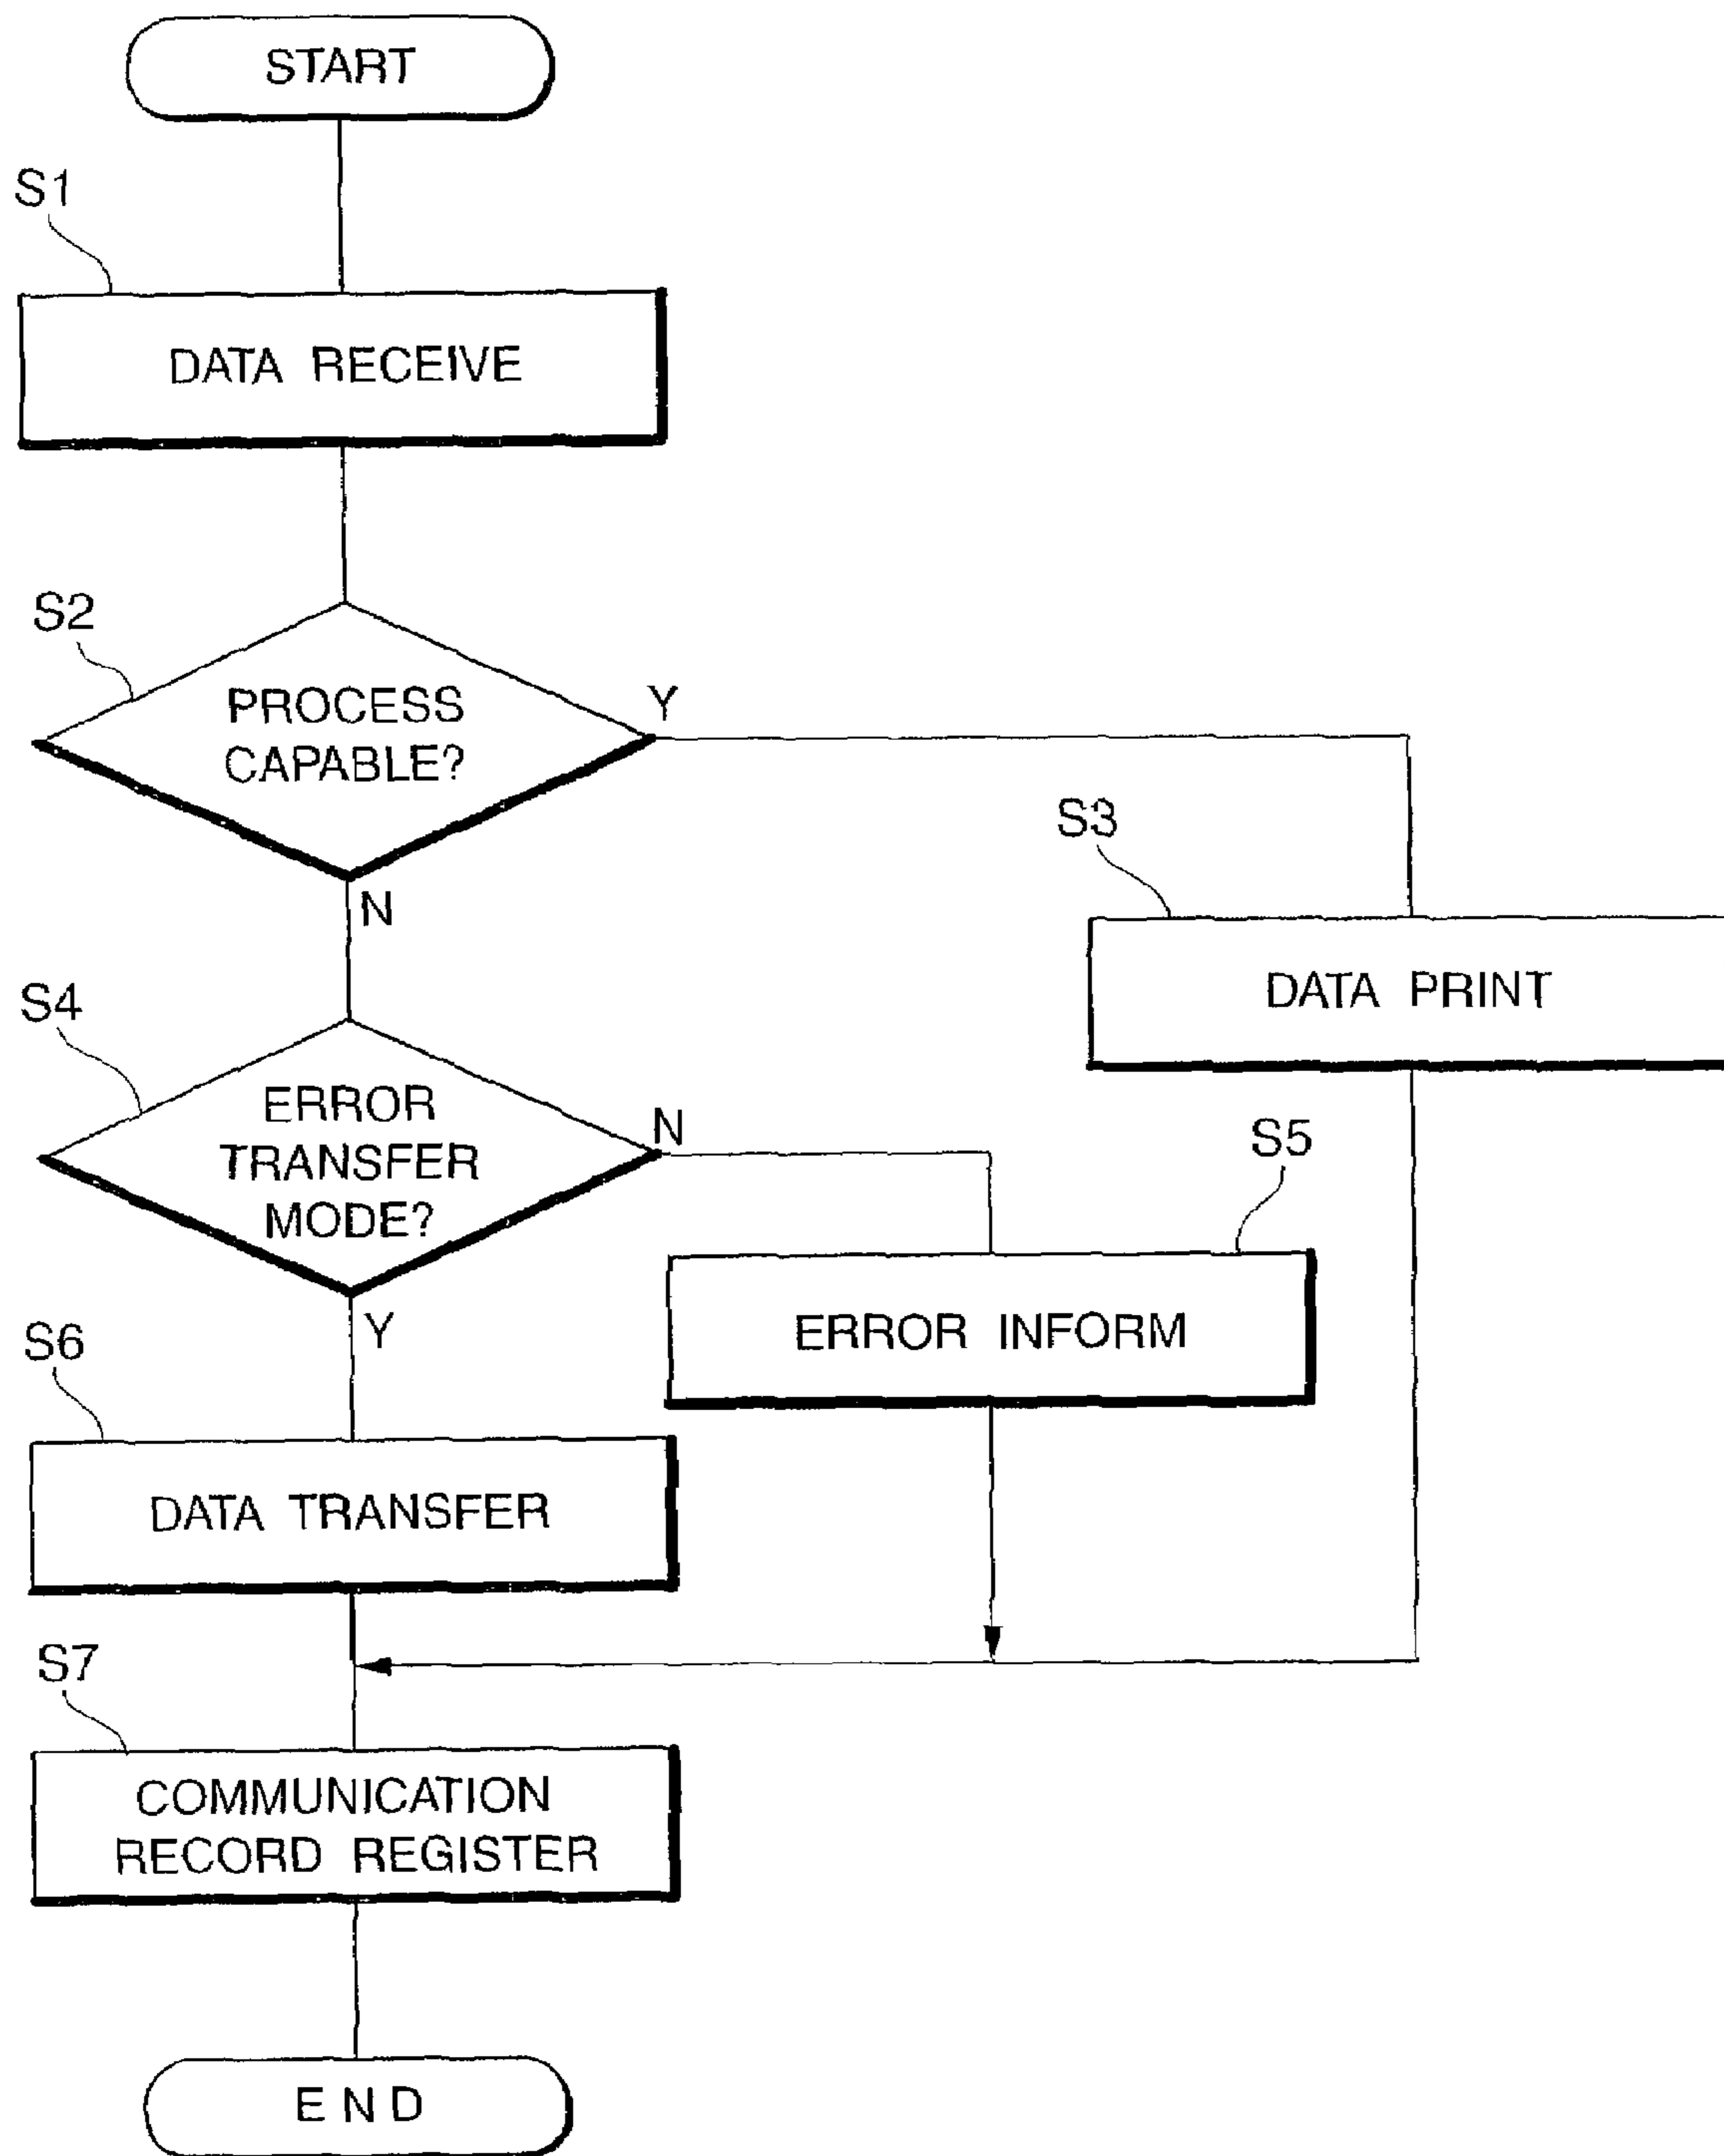 START
S1
DATA RECEIVE
S2
PROCESS
CAPABLE?
Y
N
S3
DATA PRINT
S4
ERROR
TRANSFER
MODE?
N
Y
S5
ERROR INFORM
S6
DATA TRANSFER
S7
COMMUNICATION
RECORD REGISTER
END